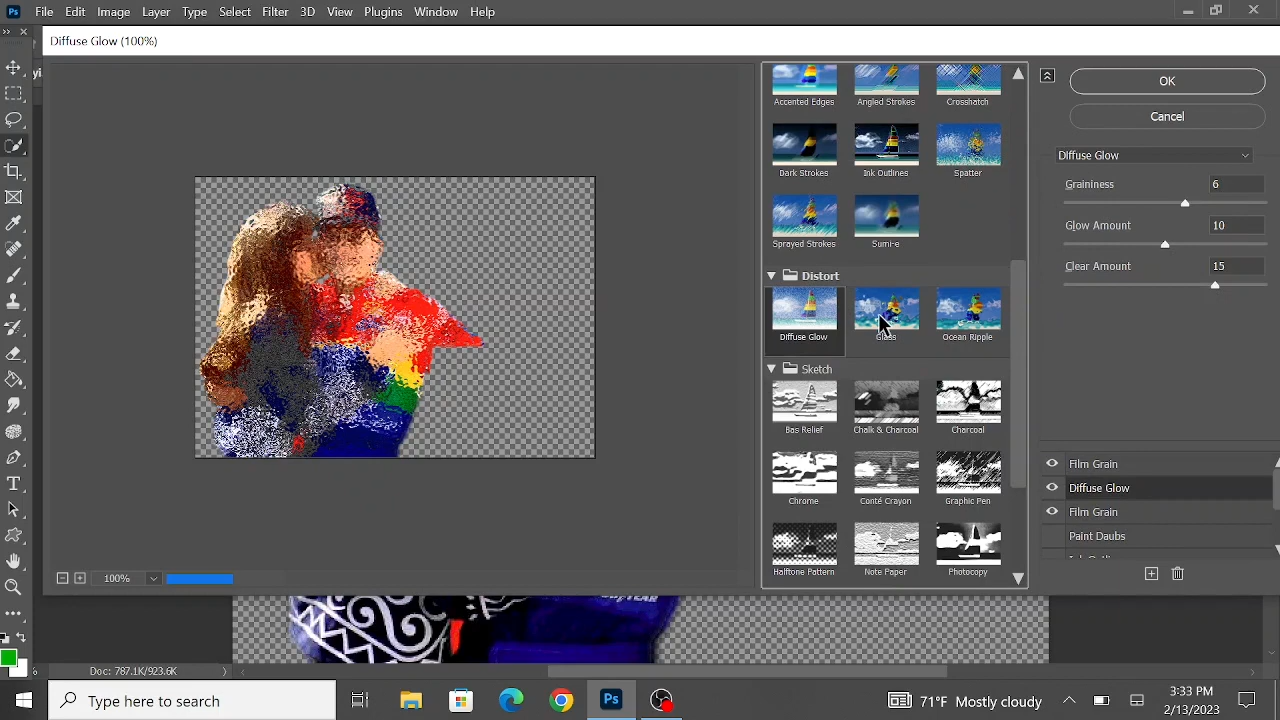 Ps File Edit Image Layer Type Select Filter 3D View Plugins Window Help
Diffuse Glow (100%)
Accented Edges Angled Strokes Crosshatch
Dark Strokes Ink Outlines Spatter
Sprayed Strokes Sumi-e
Distort
Diffuse Glow Glass Ocean Ripple
Sketch
Bas Relief Chalk & Charcoal Charcoal
Chrome Conté Crayon Graphic Pen
Halftone Pattern Note Paper Photocopy
OK
Cancel
Diffuse Glow
Graininess 6
Glow Amount 10
Clear Amount 15
Film Grain
Diffuse Glow
Film Grain
Paint Daubs
100%
Doc: 787.1K/923.6K
Type here to search
Ps
71°F Mostly cloudy
3:33 PM
2/13/2023